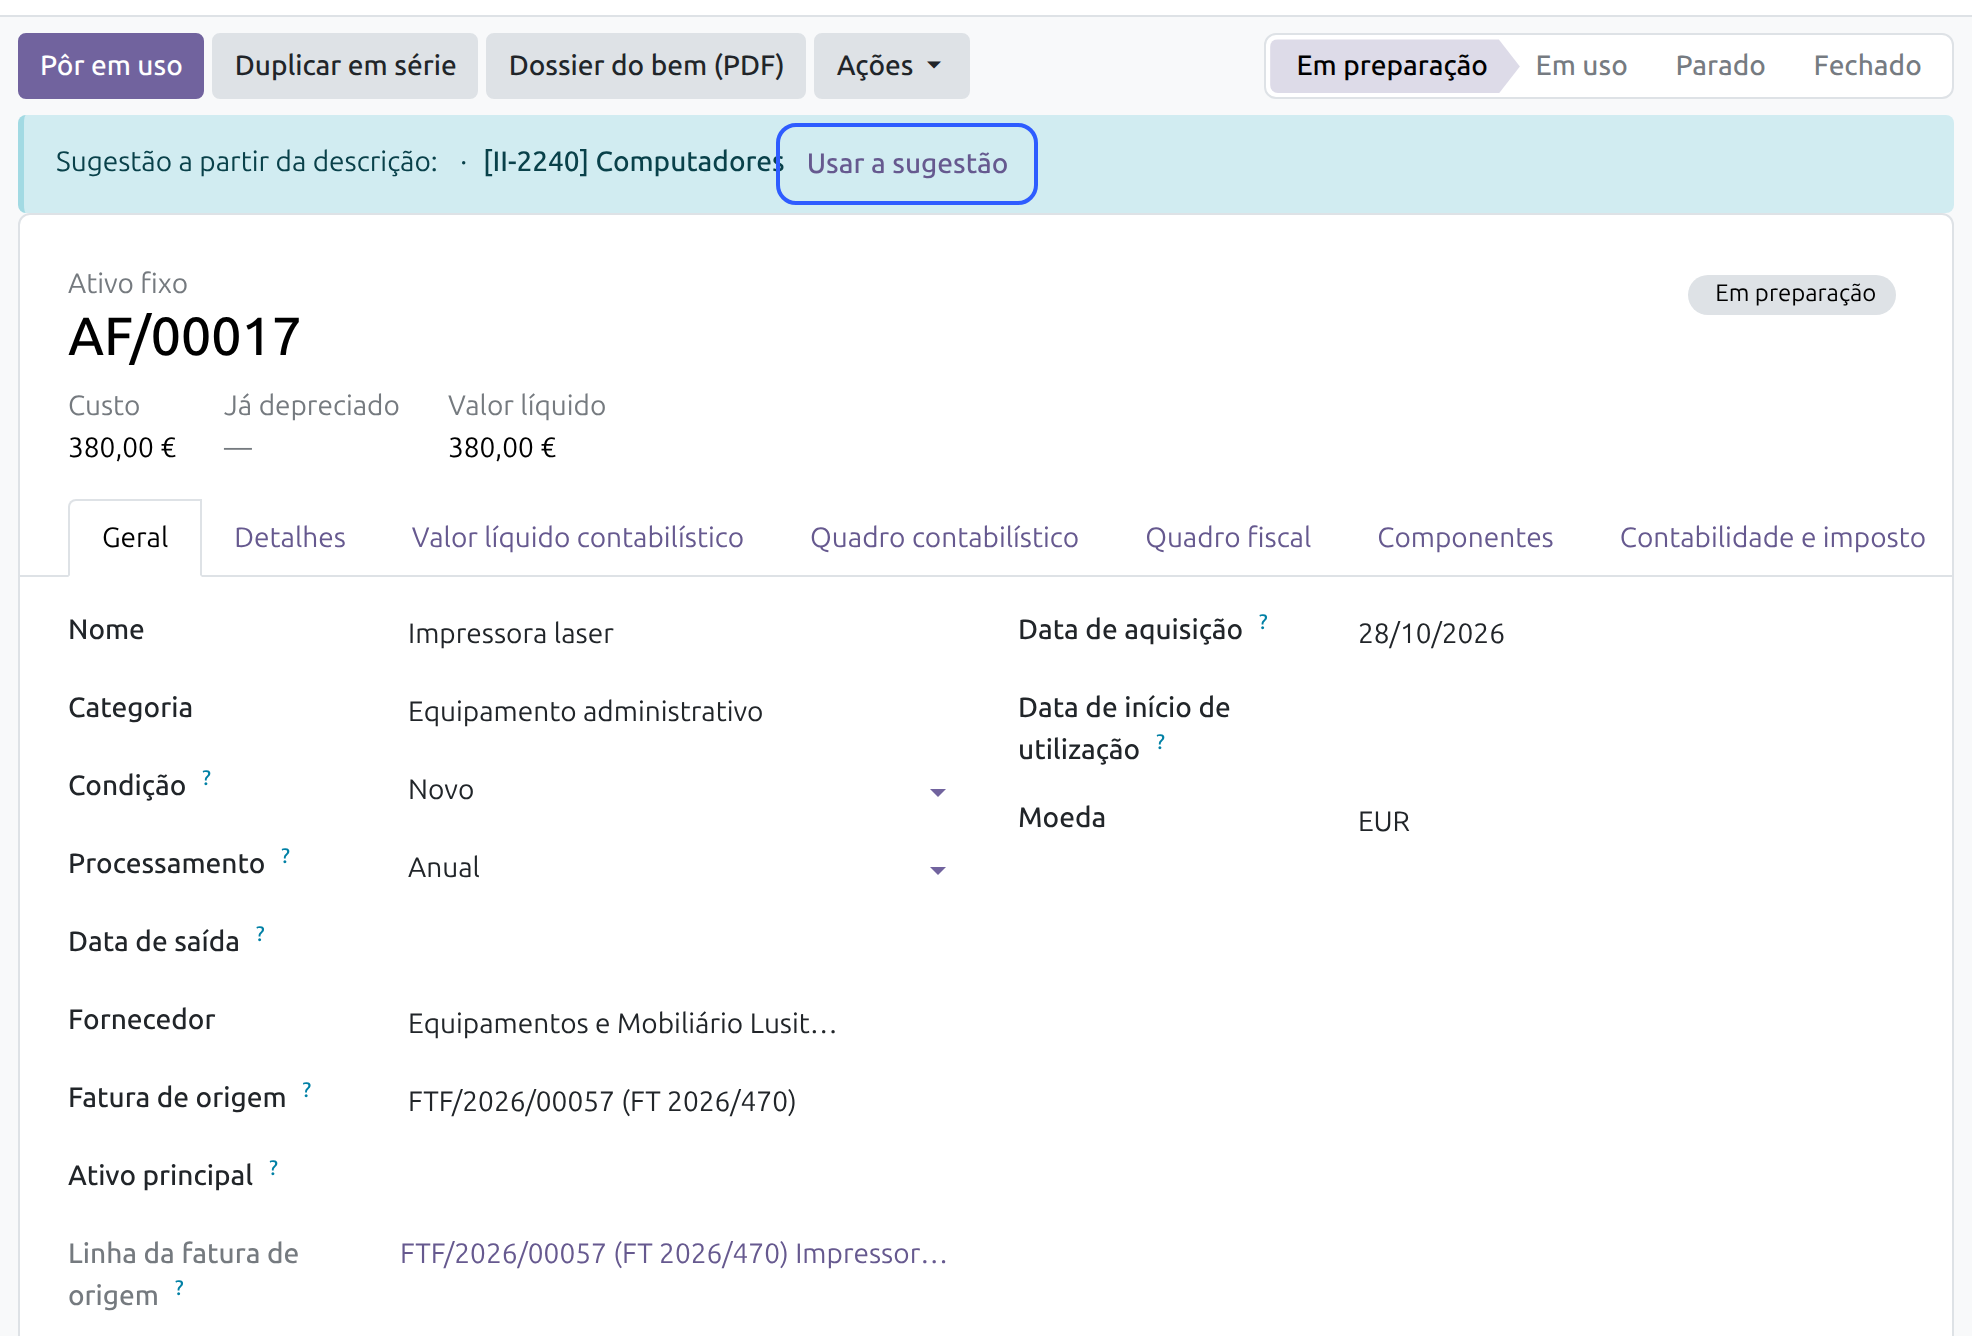 Pôr em uso Duplicar em série Dossier do bem (PDF) Ações Em preparação Em uso Parado Fechado
Sugestão a partir da descrição: · [II-2240] Computadores Usar a sugestão
Ativo fixo
Em preparação
AF/00017
Custo Já depreciado Valor líquido
380,00 € — 380,00 €
Geral Detalhes Valor líquido contabilístico Quadro contabilístico Quadro fiscal Componentes Contabilidade e imposto
Nome Impressora laser Data de aquisição ? 28/10/2026
Categoria Equipamento administrativo Data de início de
utilização ?
Condição ? Novo
Moeda EUR
Processamento ? Anual
Data de saída ?
Fornecedor Equipamentos e Mobiliário Lusit...
Fatura de origem ? FTF/2026/00057 (FT 2026/470)
Ativo principal ?
Linha da fatura de FTF/2026/00057 (FT 2026/470) Impressor...
origem ?